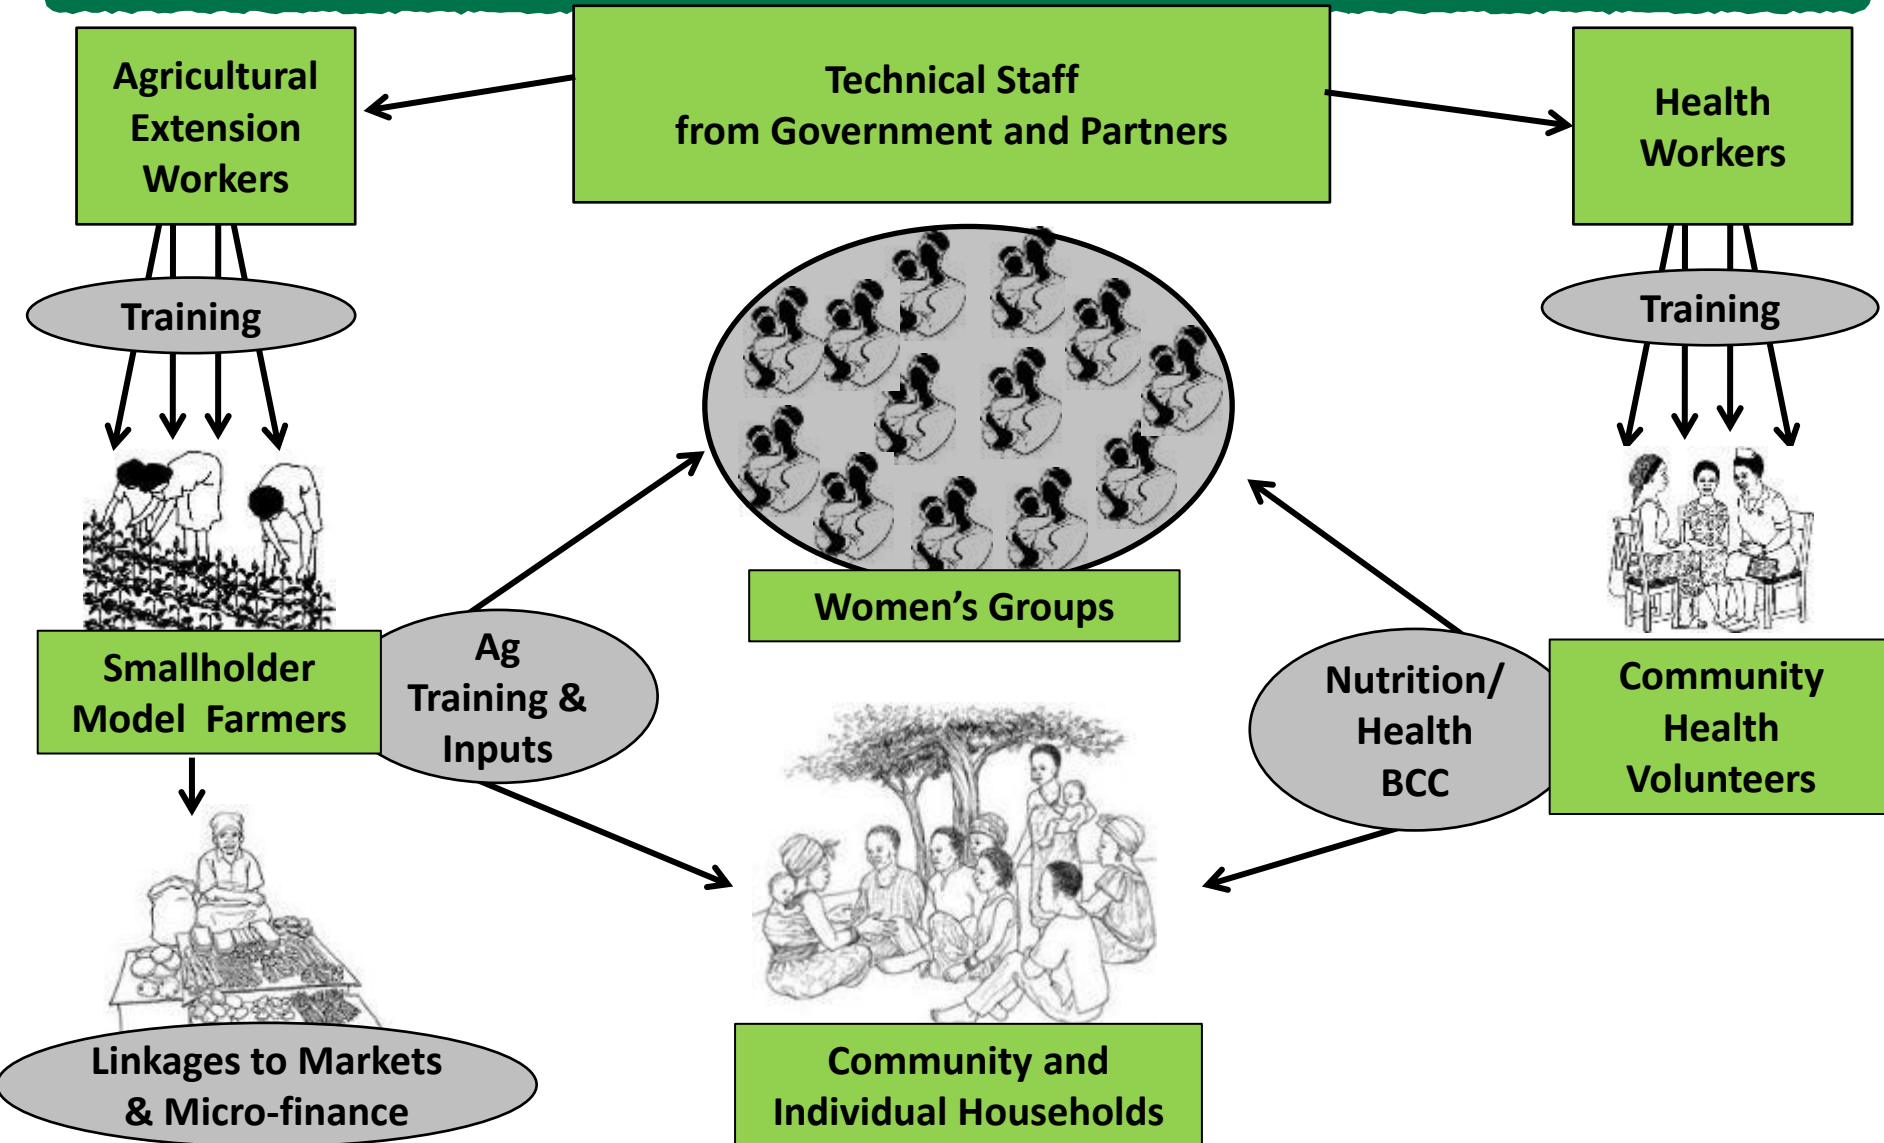 Agricultural
Extension
Workers
Technical Staff
from Government and Partners
Health
Workers
Training
Training
Women’s Groups
Smallholder
Model  Farmers
Ag
Training &
Inputs
Nutrition/
Health
BCC
Community
Health
Volunteers
Linkages to Markets
& Micro-finance
Community and
Individual Households